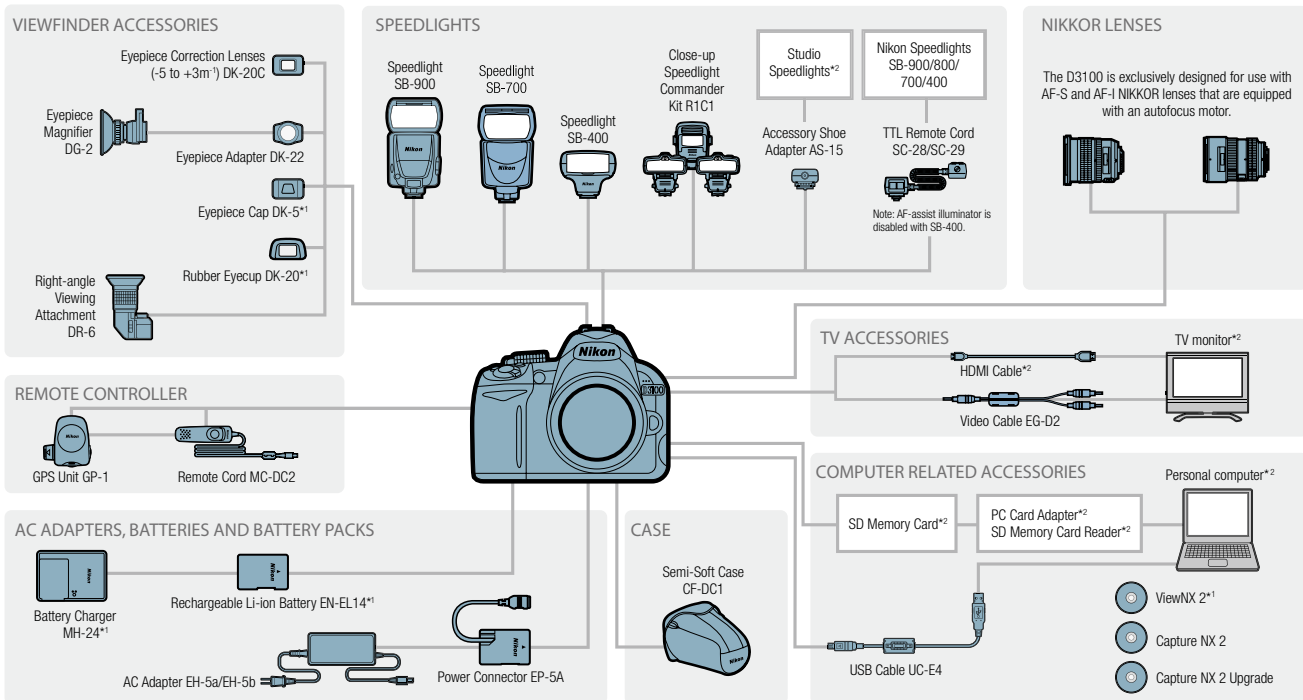 VIEWFINDER ACCESSORIES
Eyepiece Correction Lenses
(-5 to +3m⁻¹) DK-20C
Eyepiece
Magnifier
DG-2
Eyepiece Adapter DK-22
Eyepiece Cap DK-5*1
Rubber Eyecup DK-20*1
Right-angle
Viewing
Attachment
DR-6
SPEEDLIGHTS
Speedlight
SB-900
Nikon
Speedlight
SB-700
Nikon
Speedlight
SB-400
Nikon
Close-up
Speedlight
Commander
Kit R1C1
Studio
Speedlights*2
Accessory Shoe
Adapter AS-15
Nikon Speedlights
SB-900/800/
700/400
TTL Remote Cord
SC-28/SC-29
Note: AF-assist illuminator is
disabled with SB-400.
NIKKOR LENSES
The D3100 is exclusively designed for use with
AF-S and AF-I NIKKOR lenses that are equipped
with an autofocus motor.
Nikon
D3100
REMOTE CONTROLLER
Nikon
GPS Unit GP-1
Remote Cord MC-DC2
TV ACCESSORIES
TV monitor*2
HDMI Cable*2
Video Cable EG-D2
COMPUTER RELATED ACCESSORIES
Personal computer*2
SD Memory Card*2
PC Card Adapter*2
SD Memory Card Reader*2
USB Cable UC-E4
ViewNX 2*1
Capture NX 2
Capture NX 2 Upgrade
AC ADAPTERS, BATTERIES AND BATTERY PACKS
Nikon
Battery Charger
MH-24*1
Nikon
Rechargeable Li-ion Battery EN-EL14*1
AC Adapter EH-5a/EH-5b
Nikon
Power Connector EP-5A
CASE
Semi-Soft Case
CF-DC1
Nikon